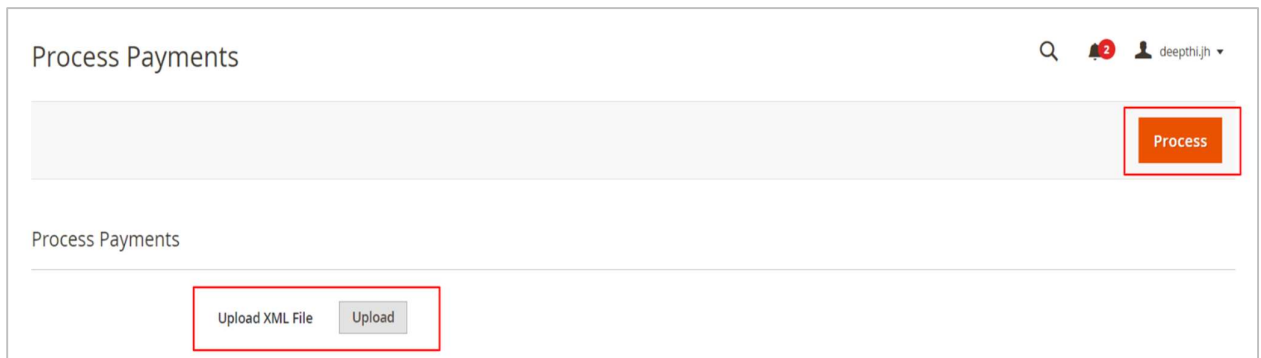 Process Payments
2
deepthi.jh
Process
Process Payments
Upload XML File Upload